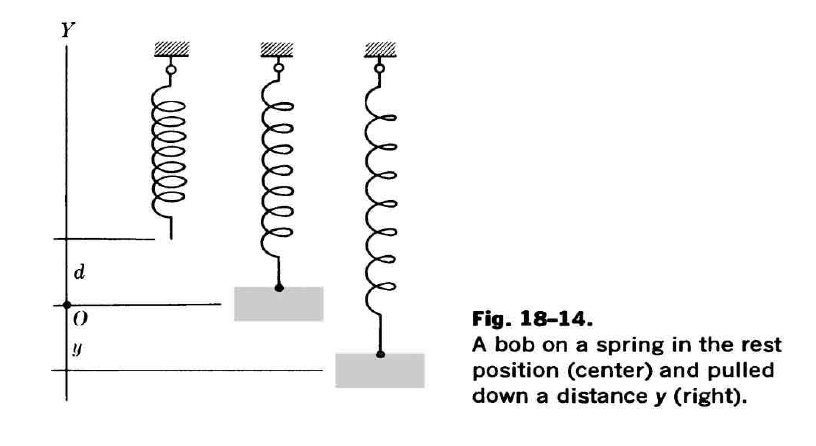 Y
d
O
y
Fig. 18–14.
A bob on a spring in the rest
position (center) and pulled
down a distance y (right).